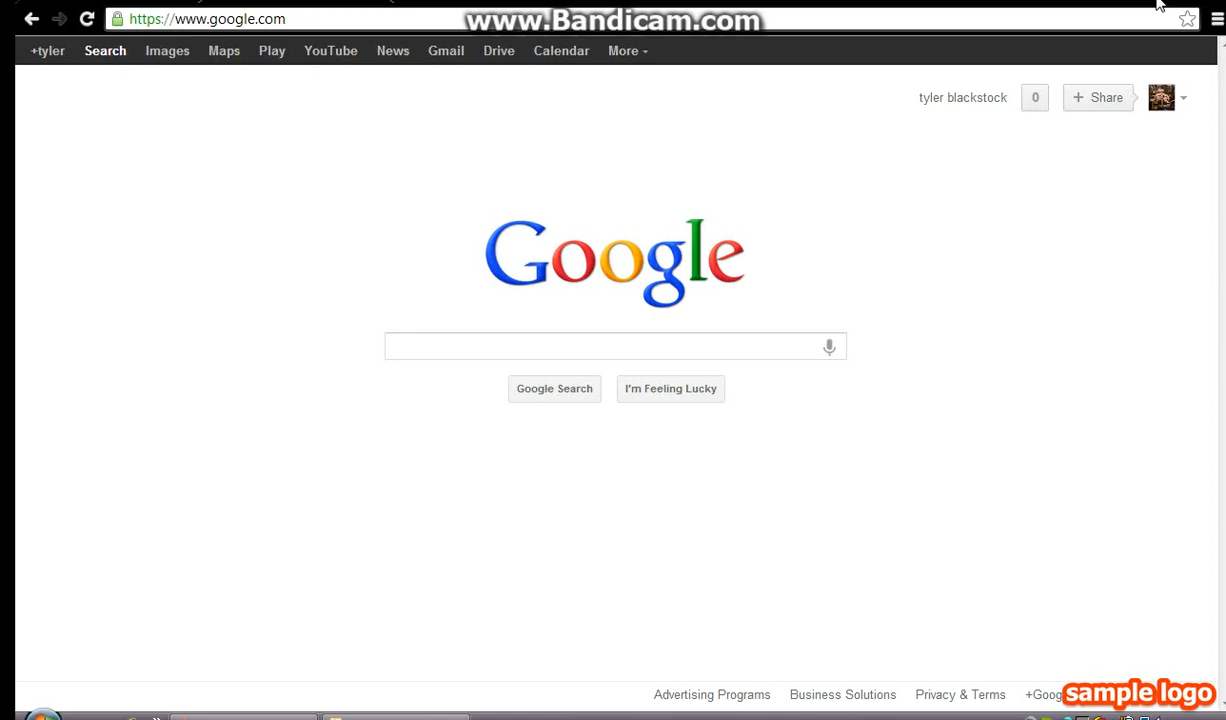 https://www.google.com
www.Bandicam.com
+tyler Search Images Maps Play YouTube News Gmail Drive Calendar More
tyler blackstock 0 + Share
Google
Google Search I'm Feeling Lucky
Advertising Programs Business Solutions Privacy & Terms +Goog
sample logo